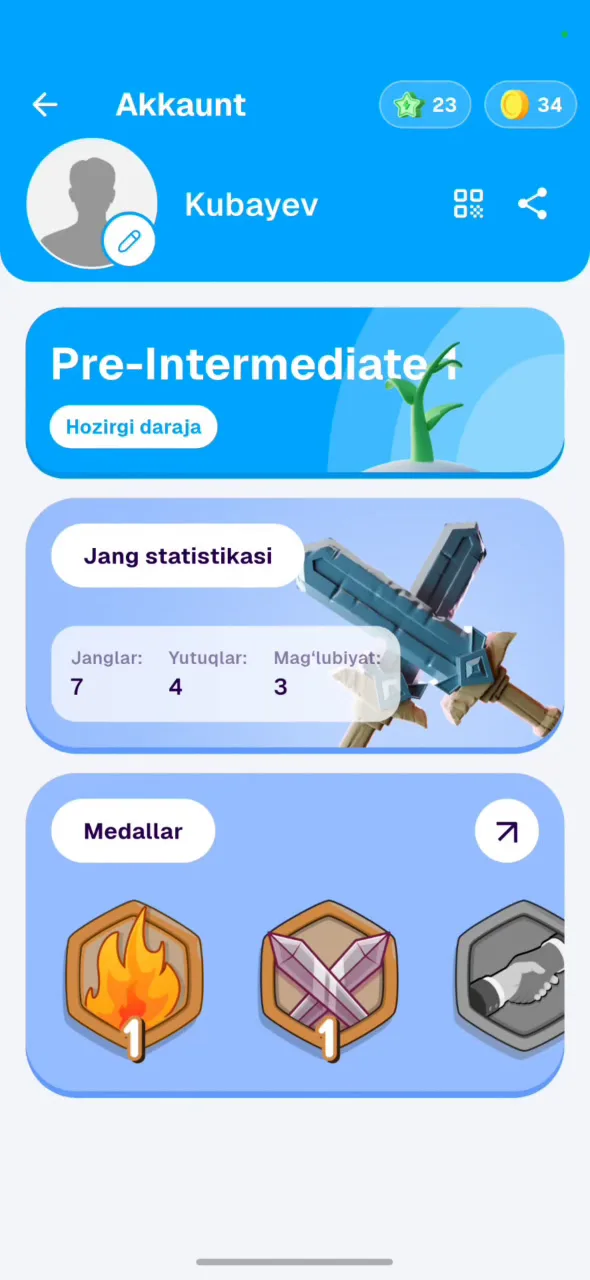 Akkaunt
23
34
Kubayev
Pre-Intermediate 1
Hozirgi daraja
Jang statistikasi
Janglar: Yutuqlar: Mag‘lubiyat:
7 4 3
Medallar
1 1